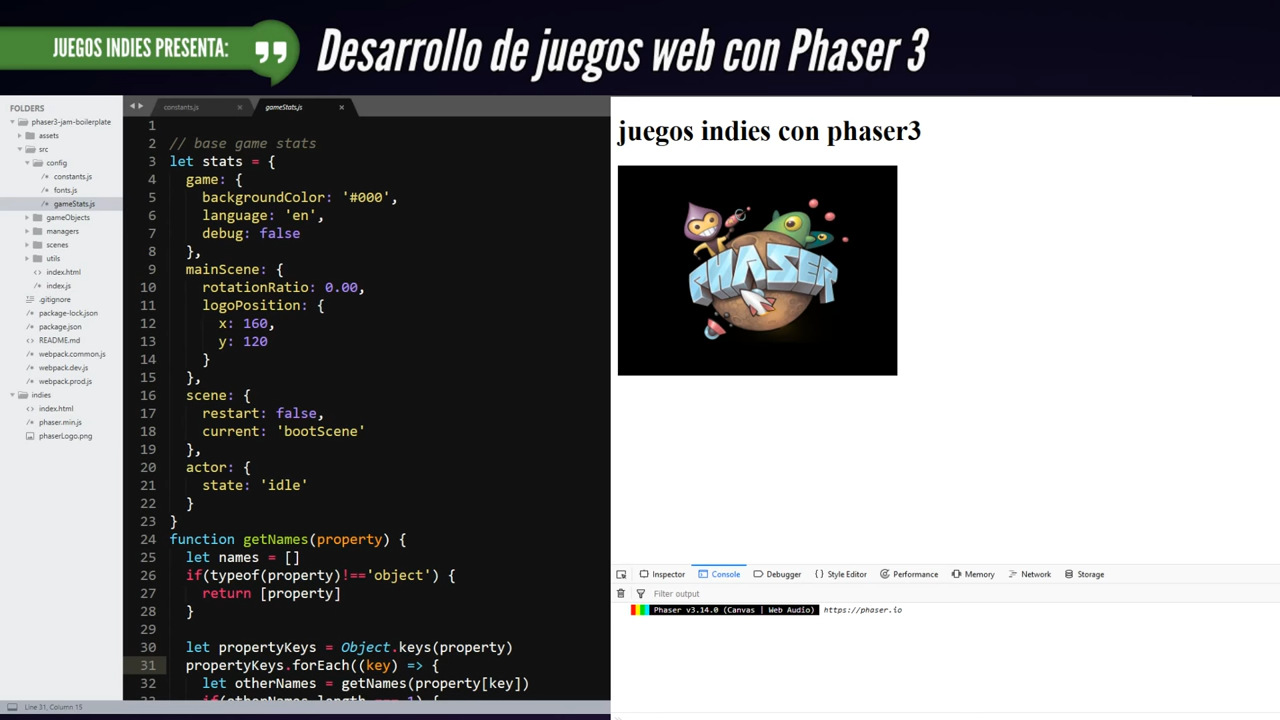 JUEGOS INDIES PRESENTA:
Desarrollo de juegos web con Phaser 3
FOLDERS
phaser3-jam-boilerplate
assets
src
config
constants.js
fonts.js
gameStats.js
gameObjects
managers
scenes
utils
index.html
index.js
.gitignore
package-lock.json
package.json
README.md
webpack.common.js
webpack.dev.js
webpack.prod.js
indies
index.html
phaser.min.js
phaserLogo.png
constants.js
gameStats.js
1
2 // base game stats
3 let stats = {
4 game: {
5 backgroundColor: '#000',
6 language: 'en',
7 debug: false
8 },
9 mainScene: {
10 rotationRatio: 0.00,
11 logoPosition: {
12 x: 160,
13 y: 120
14 }
15 },
16 scene: {
17 restart: false,
18 current: 'bootScene'
19 },
20 actor: {
21 state: 'idle'
22 }
23 }
24 function getNames(property) {
25 let names = []
26 if(typeof(property)!=='object') {
27 return [property]
28 }
29
30 let propertyKeys = Object.keys(property)
31 propertyKeys.forEach((key) => {
32 let otherNames = getNames(property[key])
Line 31, Column 15
juegos indies con phaser3
PHASER
Inspector Console Debugger Style Editor Performance Memory Network Storage
Filter output
Phaser v3.14.0 (Canvas | Web Audio) https://phaser.io